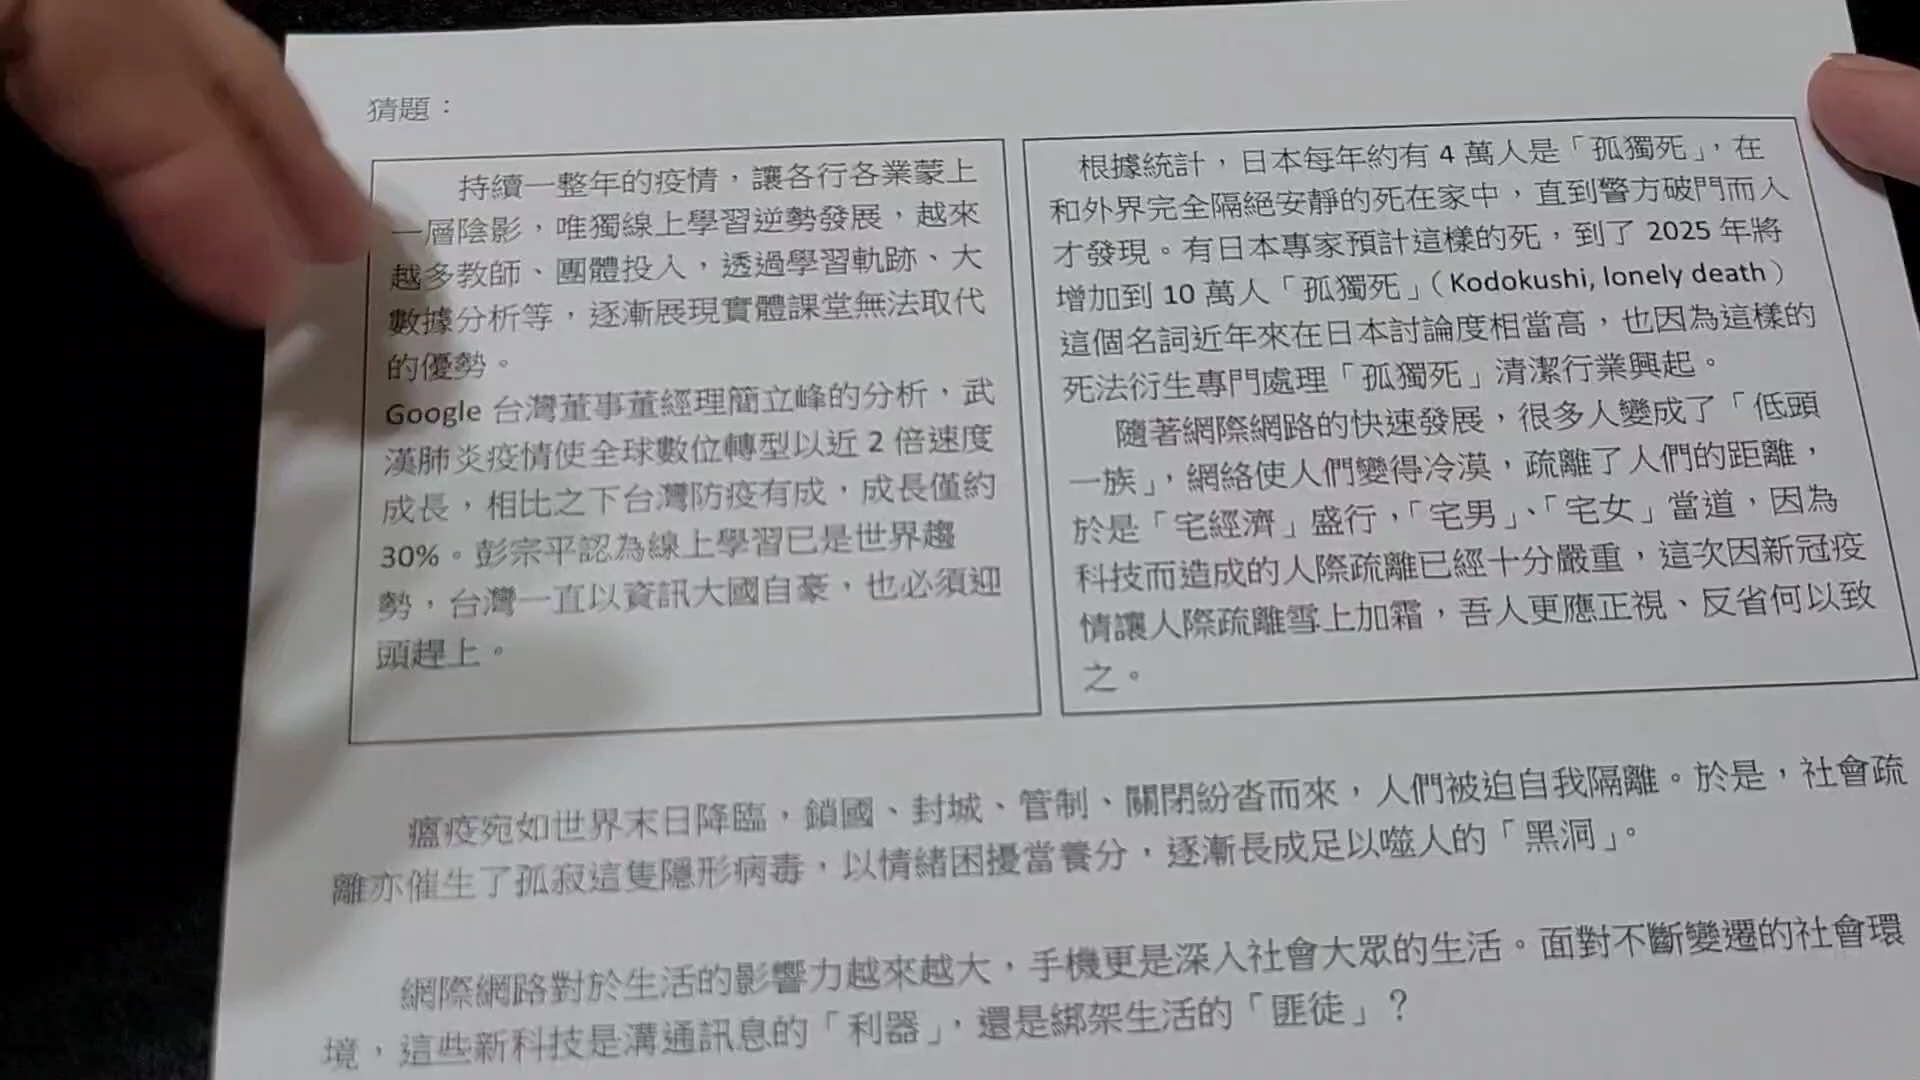 猜題：
持續一整年的疫情，讓各行各業蒙上
一層陰影，唯獨線上學習逆勢發展，越來
越多教師、團體投入，透過學習軌跡、大
數據分析等，逐漸展現實體課堂無法取代
的優勢。
Google 台灣董事董經理簡立峰的分析，武
漢肺炎疫情使全球數位轉型以近 2 倍速度
成長，相比之下台灣防疫有成，成長僅約
30%。彭宗平認為線上學習已是世界趨
勢，台灣一直以資訊大國自豪，也必須迎
頭趕上。
根據統計，日本每年約有 4 萬人是「孤獨死」，在
和外界完全隔絕安靜的死在家中，直到警方破門而入
才發現。有日本專家預計這樣的死，到了 2025 年將
增加到 10 萬人「孤獨死」（Kodokushi, lonely death）
這個名詞近年來在日本討論度相當高，也因為這樣的
死法衍生專門處理「孤獨死」清潔行業興起。
隨著網際網路的快速發展，很多人變成了「低頭
一族」，網絡使人們變得冷漠，疏離了人們的距離，
於是「宅經濟」盛行，「宅男」、「宅女」當道，因為
科技而造成的人際疏離已經十分嚴重，這次因新冠疫
情讓人際疏離雪上加霜，吾人更應正視、反省何以致
之。
瘟疫宛如世界末日降臨，鎖國、封城、管制、關閉紛沓而來，人們被迫自我隔離。於是，社會疏
離亦催生了孤寂這隻隱形病毒，以情緒困擾當養分，逐漸長成足以噬人的「黑洞」。
網際網路對於生活的影響力越來越大，手機更是深入社會大眾的生活。面對不斷變遷的社會環
境，這些新科技是溝通訊息的「利器」，還是綁架生活的「匪徒」？